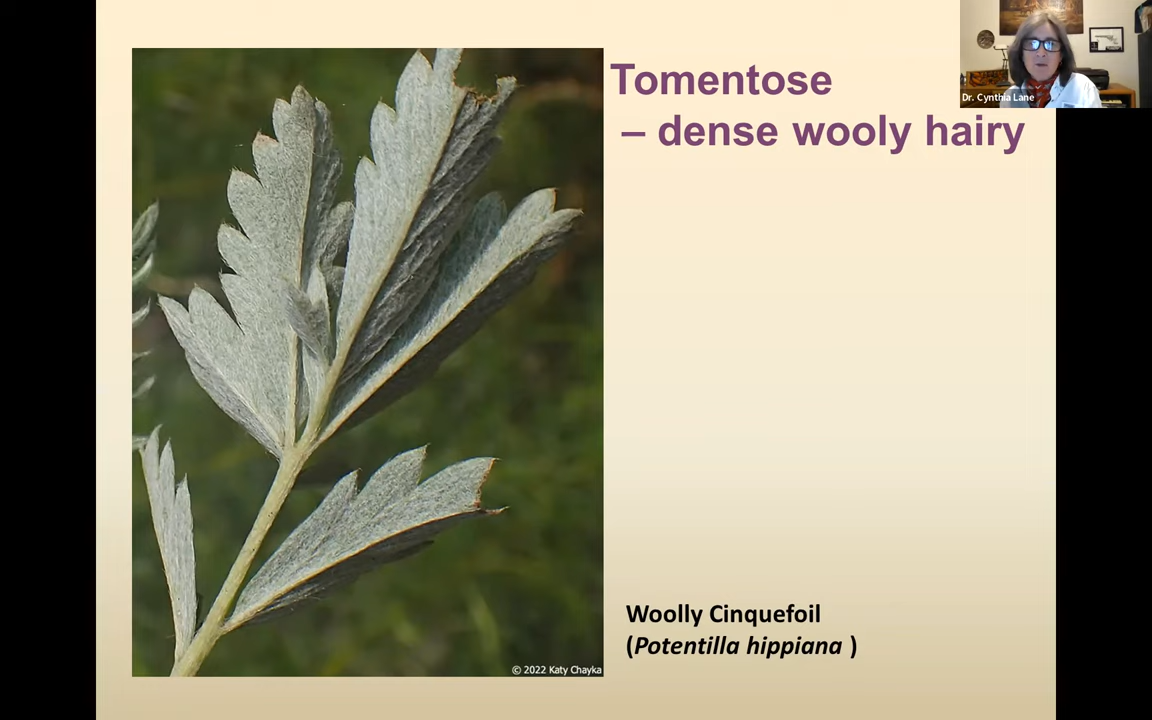 Tomentose
– dense wooly hairy
Dr. Cynthia Lane
Woolly Cinquefoil
(Potentilla hippiana )
© 2022 Katy Chayka